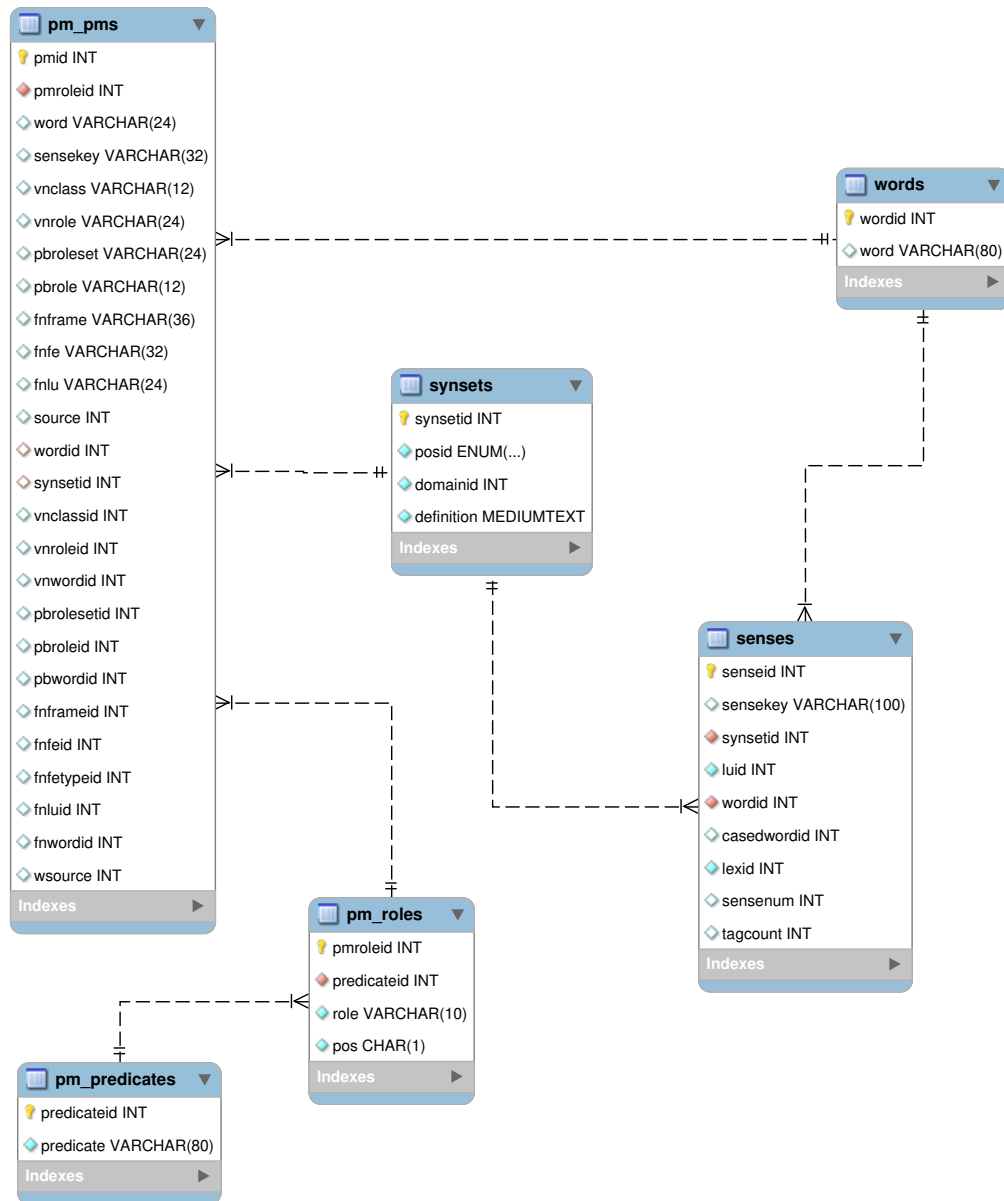 pm_pms
pmid INT
pmroleid INT
word VARCHAR(24)
sensekey VARCHAR(32)
vnclass VARCHAR(12)
vnrole VARCHAR(24)
pbroleset VARCHAR(24)
pbrole VARCHAR(12)
fnframe VARCHAR(36)
fnfe VARCHAR(32)
fnlu VARCHAR(24)
source INT
wordid INT
synsetid INT
vnclassid INT
vnroleid INT
vnwordid INT
pbrolesetid INT
pbroleid INT
pbwordid INT
fnframeid INT
fnfeid INT
fnfetypeid INT
fnluid INT
fnwordid INT
wsource INT
Indexes
words
wordid INT
word VARCHAR(80)
Indexes
synsets
synsetid INT
posid ENUM(...)
domainid INT
definition MEDIUMTEXT
Indexes
senses
senseid INT
sensekey VARCHAR(100)
synsetid INT
luid INT
wordid INT
casedwordid INT
lexid INT
sensenum INT
tagcount INT
Indexes
pm_roles
pmroleid INT
predicateid INT
role VARCHAR(10)
pos CHAR(1)
Indexes
pm_predicates
predicateid INT
predicate VARCHAR(80)
Indexes